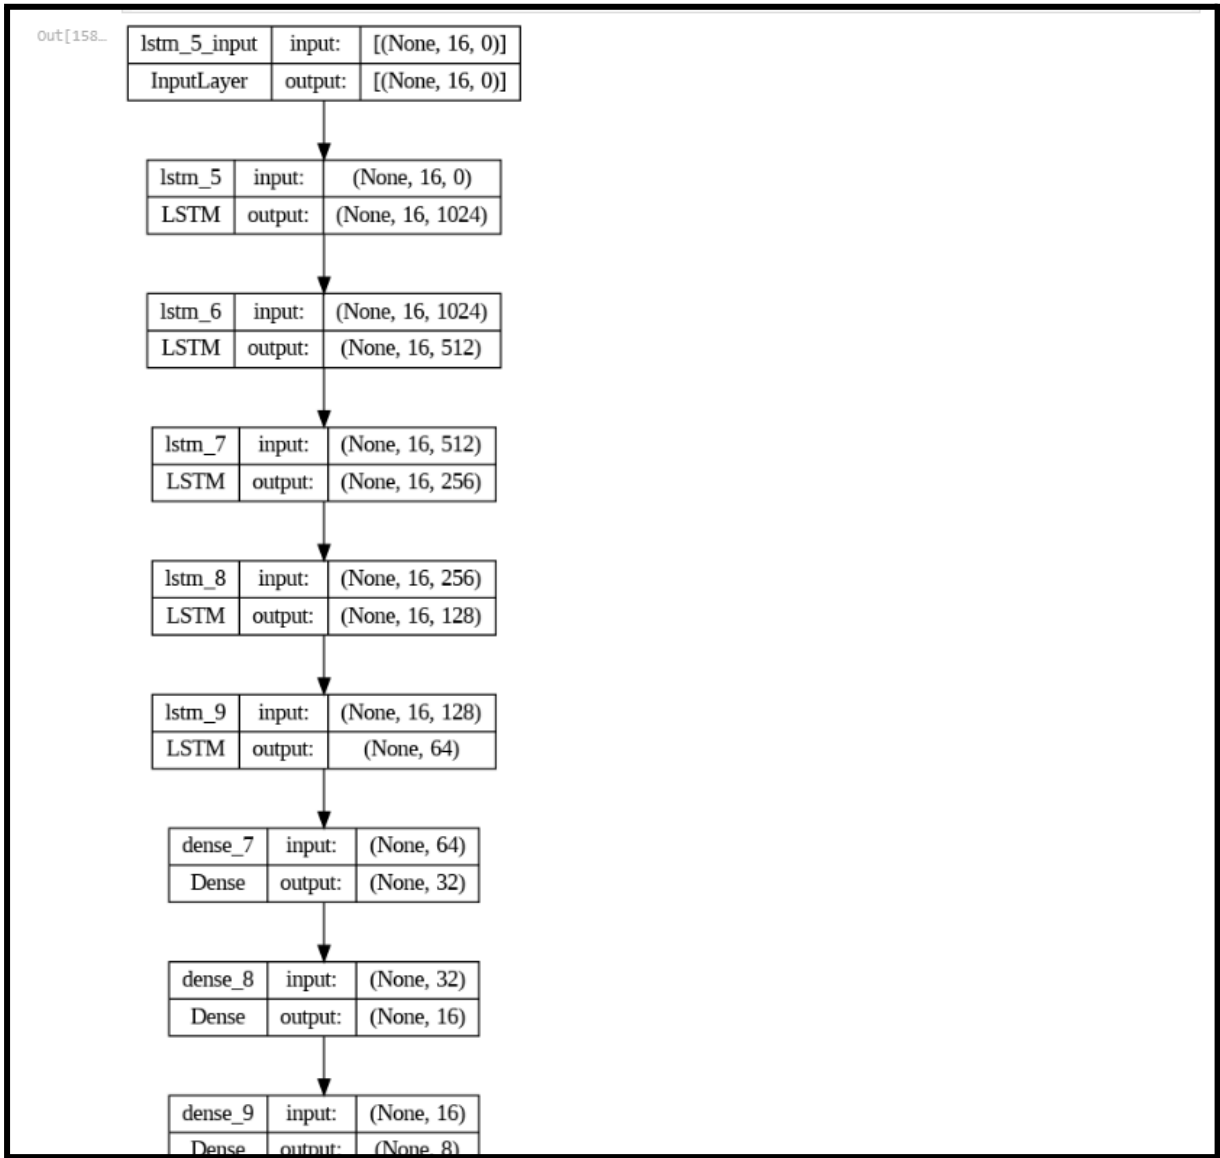 Out[158…
lstm_5_input input: [(None, 16, 0)]
InputLayer output: [(None, 16, 0)]
lstm_5 input: (None, 16, 0)
LSTM output: (None, 16, 1024)
lstm_6 input: (None, 16, 1024)
LSTM output: (None, 16, 512)
lstm_7 input: (None, 16, 512)
LSTM output: (None, 16, 256)
lstm_8 input: (None, 16, 256)
LSTM output: (None, 16, 128)
lstm_9 input: (None, 16, 128)
LSTM output: (None, 64)
dense_7 input: (None, 64)
Dense output: (None, 32)
dense_8 input: (None, 32)
Dense output: (None, 16)
dense_9 input: (None, 16)
Dense output: (None, 8)